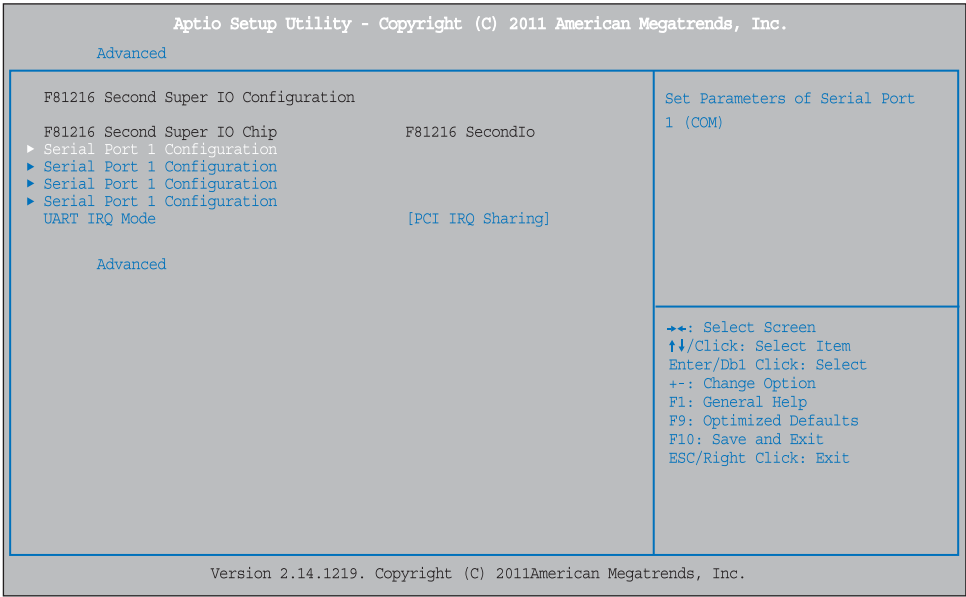 Aptio Setup Utility - Copyright (C) 2011 American Megatrends, Inc.
Advanced
F81216 Second Super IO Configuration
F81216 Second Super IO Chip F81216 SecondIo
Serial Port 1 Configuration
Serial Port 1 Configuration
Serial Port 1 Configuration
Serial Port 1 Configuration
UART IRQ Mode [PCI IRQ Sharing]
Advanced
Set Parameters of Serial Port
1 (COM)
→←: Select Screen
↑↓/Click: Select Item
Enter/Db1 Click: Select
+-: Change Option
F1: General Help
F9: Optimized Defaults
F10: Save and Exit
ESC/Right Click: Exit
Version 2.14.1219. Copyright (C) 2011American Megatrends, Inc.